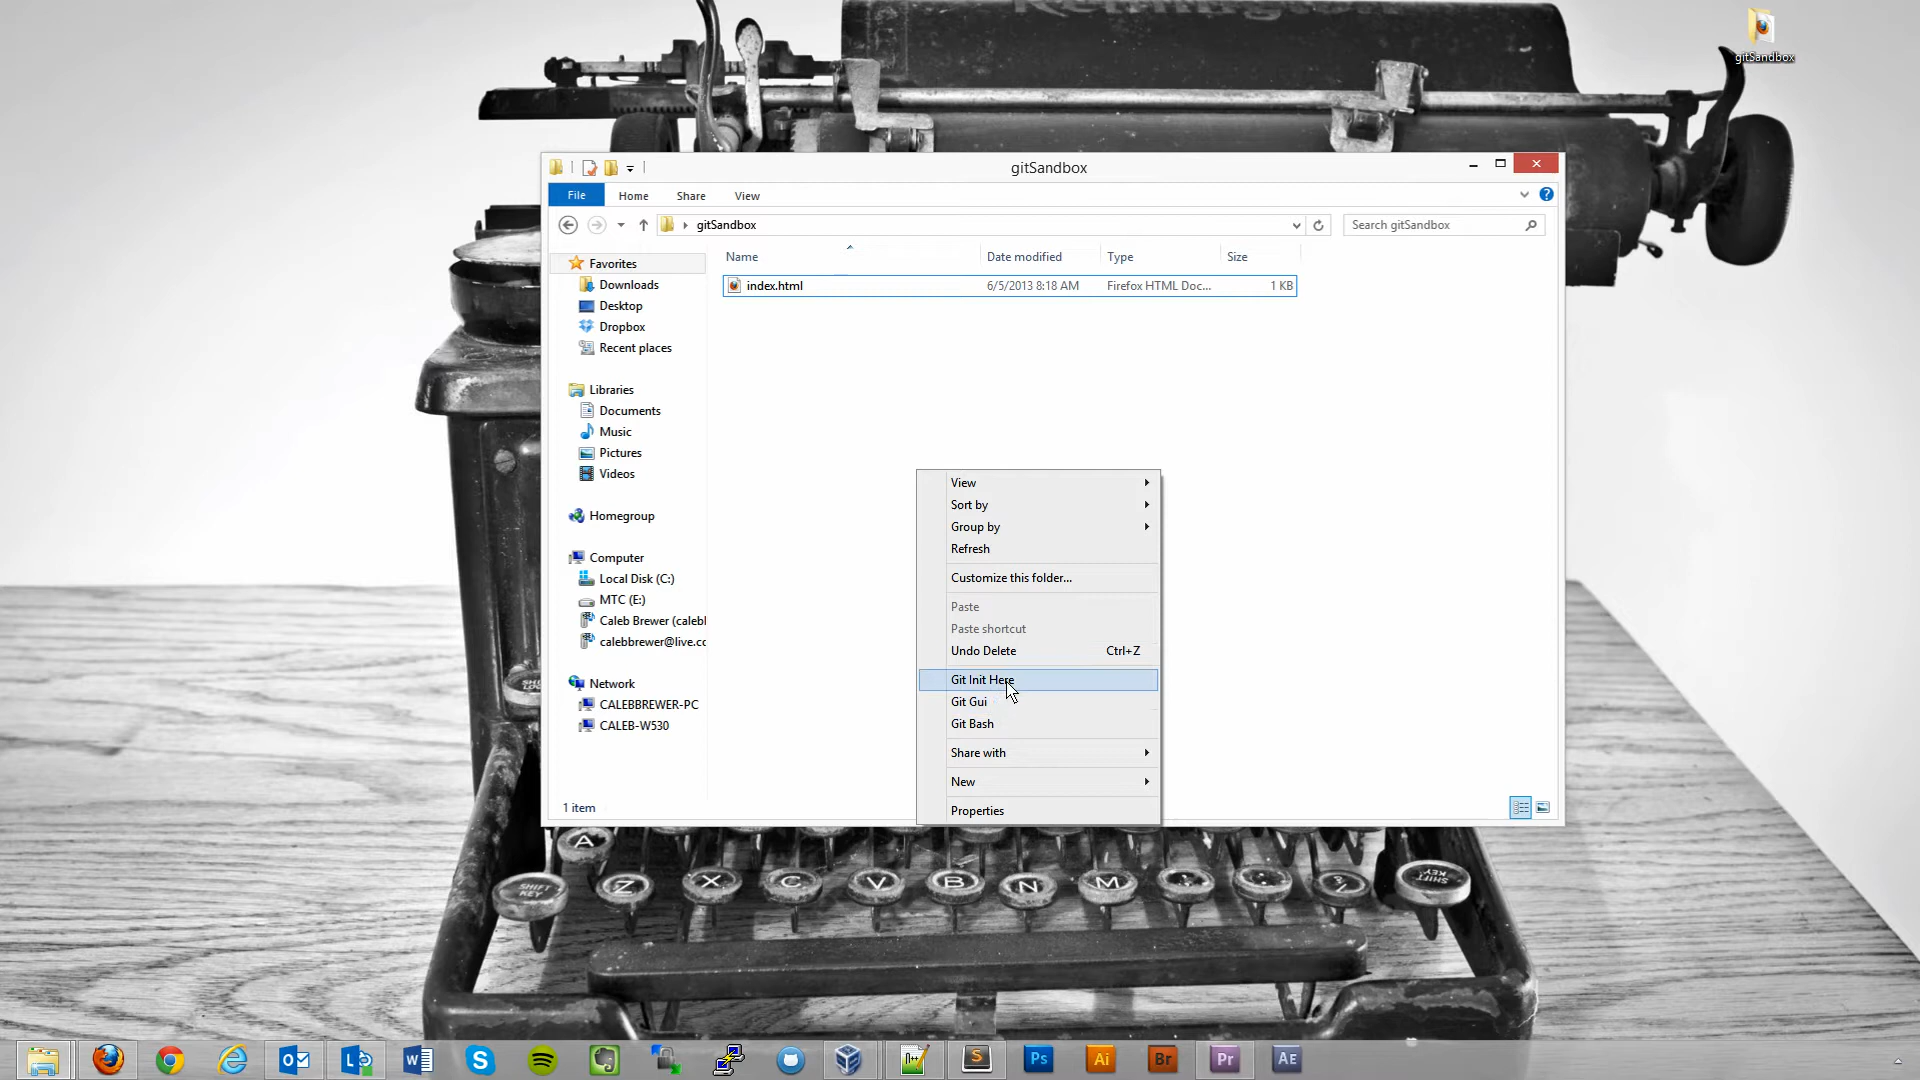 gitSandbox
gitSandbox
File Home Share View
gitSandbox
Search gitSandbox
Name Date modified Type Size
index.html 6/5/2013 8:18 AM Firefox HTML Doc... 1 KB
Favorites
Downloads
Desktop
Dropbox
Recent places
Libraries
Documents
Music
Pictures
Videos
Homegroup
Computer
Local Disk (C:)
MTC (E:)
Caleb Brewer (calebl
calebbrewer@live.cc
Network
CALEBBREWER-PC
CALEB-W530
1 item
View
Sort by
Group by
Refresh
Customize this folder...
Paste
Paste shortcut
Undo Delete Ctrl+Z
Git Init Here
Git Gui
Git Bash
Share with
New
Properties
A
SHIFT KEY Z X C V B N M SHIFT KEY
Ps Ai Br Pr AE